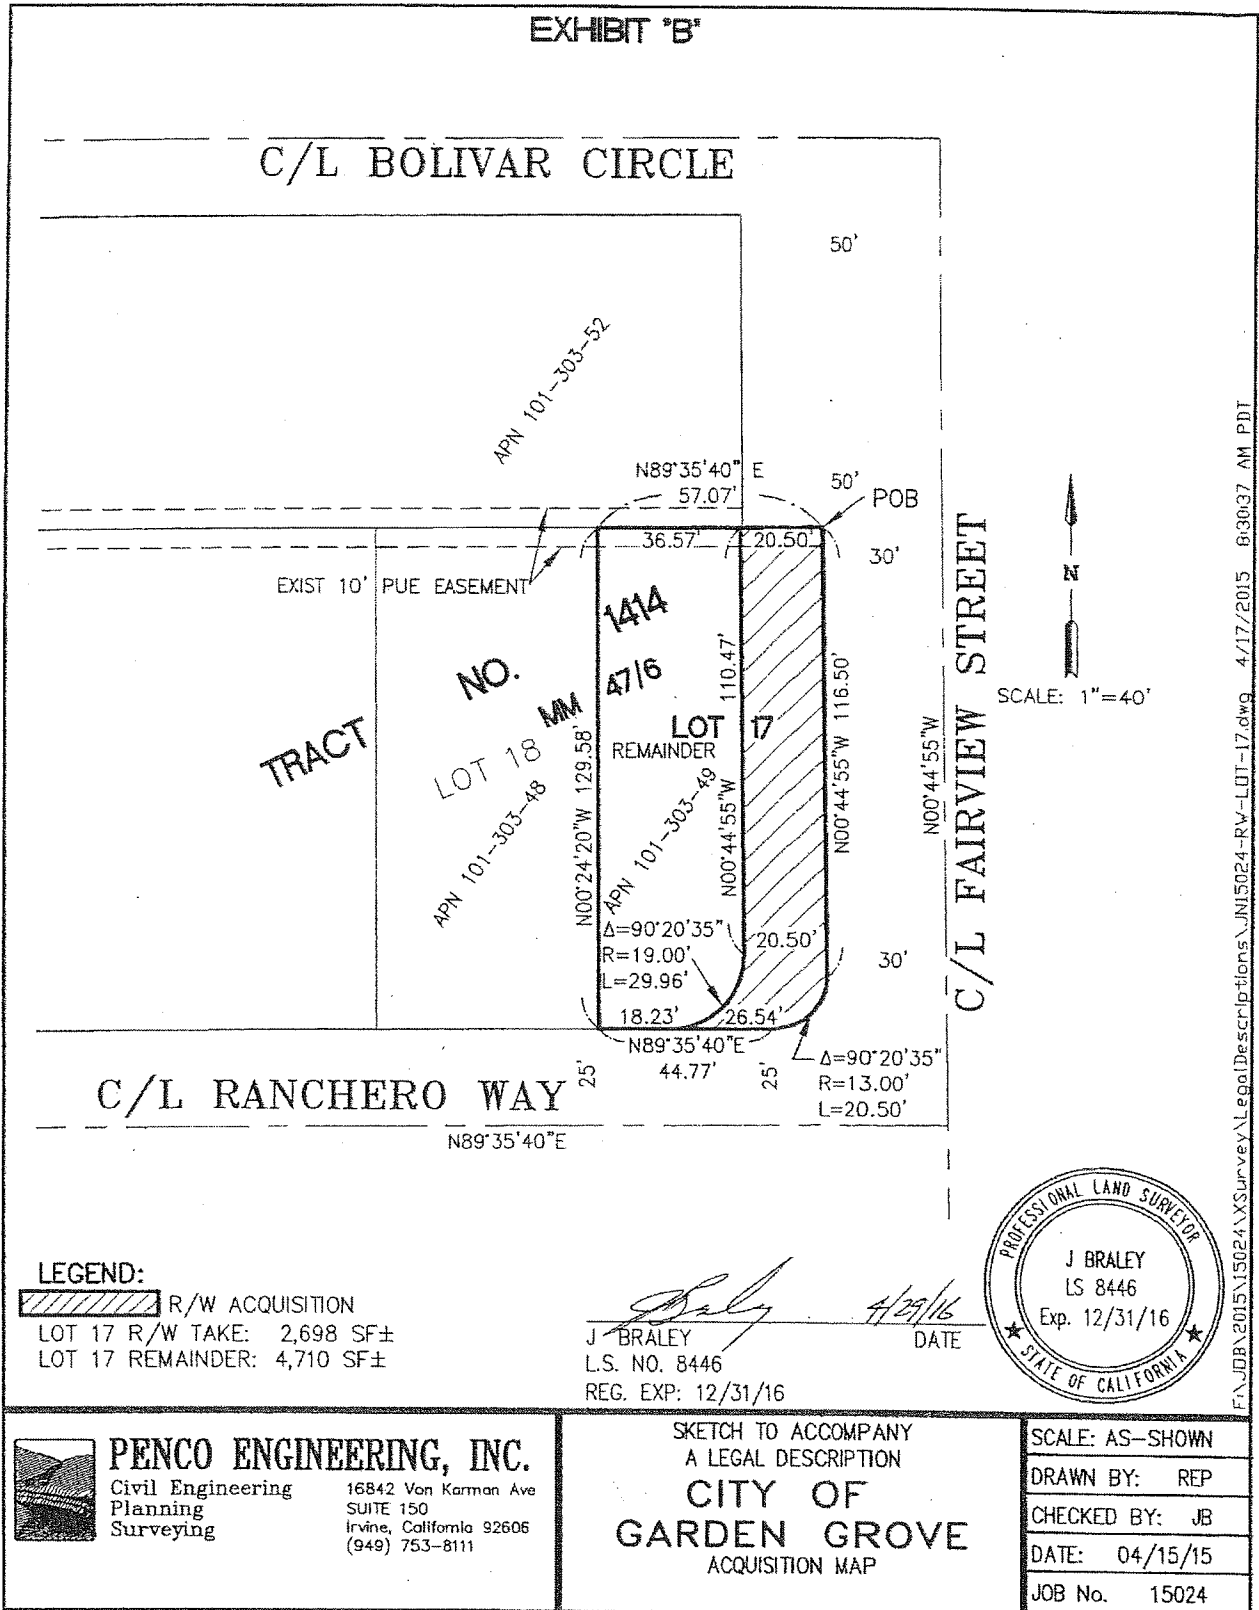 EXHIBIT "B"
C/L BOLIVAR CIRCLE
50'
APN 101-303-52
N89°35'40" E
57.07'
50'
POB
36.57'
20.50'
30'
EXIST 10' PUE EASEMENT
N
SCALE: 1"=40'
TRACT NO. 1414
MM 47/6
LOT 18
APN 101-303-48
N00°24'20"W 129.58'
LOT 17
REMAINDER
APN 101-303-49
110.47'
N00°44'55"W
N00°44'55"W 116.50'
N00°44'55"W
C/L FAIRVIEW STREET
Δ=90°20'35"
R=19.00'
L=29.96'
20.50'
30'
18.23'
26.54'
N89°35'40"E
44.77'
25'
25'
Δ=90°20'35"
R=13.00'
L=20.50'
C/L RANCHERO WAY
N89°35'40"E
F:\JOB\2015\15024\XSurvey\LegalDescriptions\JN15024-RW-LOT-17.dwg 4/17/2015 8:30:37 AM PDT
LEGEND:
R/W ACQUISITION
LOT 17 R/W TAKE: 2,698 SF±
LOT 17 REMAINDER: 4,710 SF±
4/29/16
J BRALEY
DATE
L.S. NO. 8446
REG. EXP: 12/31/16
PROFESSIONAL LAND SURVEYOR
J BRALEY
LS 8446
Exp. 12/31/16
STATE OF CALIFORNIA
PENCO ENGINEERING, INC.
Civil Engineering
Planning
Surveying
16842 Von Karman Ave
SUITE 150
Irvine, California 92606
(949) 753-8111
SKETCH TO ACCOMPANY
A LEGAL DESCRIPTION
CITY OF
GARDEN GROVE
ACQUISITION MAP
SCALE: AS-SHOWN
DRAWN BY: REP
CHECKED BY: JB
DATE: 04/15/15
JOB No. 15024